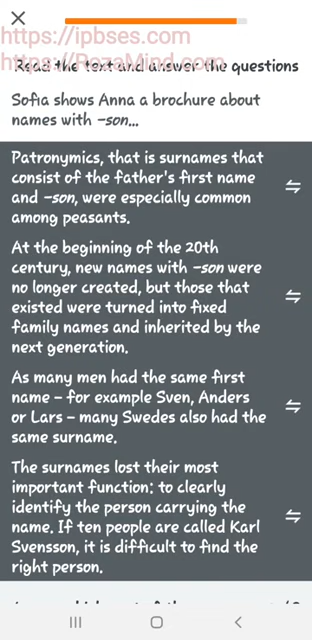 https://ipbses.com
https://RozaMind.com
Read the text and answer the questions
Sofia shows Anna a brochure about
names with -son...
Patronymics, that is surnames that
consist of the father's first name
and -son, were especially common
among peasants.
At the beginning of the 20th
century, new names with -son were
no longer created, but those that
existed were turned into fixed
family names and inherited by the
next generation.
As many men had the same first
name – for example Sven, Anders
or Lars – many Swedes also had the
same surname.
The surnames lost their most
important function: to clearly
identify the person carrying the
name. If ten people are called Karl
Svensson, it is difficult to find the
right person.